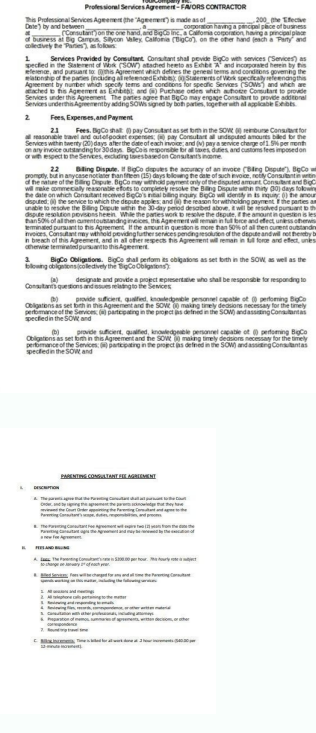 YourCompany Inc.
Professional Services Agreement – FAVORS CONTRACTOR
This Professional Services Agreement (the "Agreement") is made as of ____________, 200_ (the "Effective
Date") by and between ____________, a ____________ corporation having a principal place of business
at ____________ ("Consultant") on the one hand, and BigCo Inc., a California corporation, having a principal place
of business at Big Campus, Silicon Valley, California ("BigCo"), on the other hand (each a "Party" and
collectively the "Parties"), as follows:
1. Services Provided by Consultant. Consultant shall provide BigCo with services ("Services") as
specified in the Statement of Work ("SOW") attached hereto as Exhibit "A" and incorporated herein by this
reference, and pursuant to: (i)(this Agreement which defines the general terms and conditions governing the
relationship of the parties (including all referenced Exhibits); (ii)Statements of Work specifically referencing this
Agreement by number which specify terms and conditions for specific Services ("SOWs") and which are
attached to this Agreement as Exhibit(s); and (iii) Purchase orders which authorize Consultant to provide
Services under this Agreement. The parties agree that BigCo may engage Consultant to provide additional
Services under this Agreement by adding SOWs signed by both parties, together with all applicable Exhibits.
2. Fees, Expenses, and Payment.
2.1 Fees. BigCo shall: (i) pay Consultant as set forth in the SOW; (ii) reimburse Consultant for
all reasonable travel and out-of-pocket expenses; (iii) pay Consultant all undisputed amounts billed for the
Services within twenty (20) days after the date of each invoice; and (iv) pay a service charge of 1.5% per month
on any invoice outstanding for 30 days. BigCo is responsible for all taxes, duties, and customs fees imposed on
or with respect to the Services, excluding taxes based on Consultant's income.
2.2 Billing Dispute. If BigCo disputes the accuracy of an invoice ("Billing Dispute"), BigCo wi
promptly, but in any case not later than fifteen (15) days following the date of such invoice, notify Consultant in writin
of the nature of the Billing Dispute. BigCo may withhold payment only of the disputed amount. Consultant and BigC
will make commercially reasonable efforts to completely resolve the Billing Dispute within thirty (30) days followin
the date on which Consultant received BigCo's initial billing inquiry. BigCo will identify in its inquiry: (i) the amoun
disputed; (ii) the service to which the dispute applies; and (iii) the reason for withholding payment. If the parties ar
unable to resolve the Billing Dispute within the 30-day period described above, it will be resolved pursuant to th
dispute resolution provisions herein. While the parties work to resolve the dispute, if the amount in question is les
than 50% of all then current outstanding invoices, this Agreement will remain in full force and effect, unless otherwis
terminated pursuant to this Agreement. If the amount in question is more than 50% of all then current outstandin
invoices, Consultant may withhold providing further services pending resolution of the dispute and will not thereby b
in breach of this Agreement, and in all other respects this Agreement will remain in full force and effect, unles
otherwise terminated pursuant to this Agreement.
3. BigCo Obligations. BigCo shall perform its obligations as set forth in the SOW, as well as the
following obligations (collectively the "BigCo Obligations"):
(a) designate and provide a project representative who shall be responsible for responding to
Consultant's questions and issues relating to the Services;
(b) provide sufficient, qualified, knowledgeable personnel capable of: (i) performing BigCo
Obligations as set forth in this Agreement and the SOW; (ii) making timely decisions necessary for the timely
performance of the Services; (iii) participating in the project (as defined in the SOW) and assisting Consultant as
specified in the SOW; and
(b) provide sufficient, qualified, knowledgeable personnel capable of: (i) performing BigCo
Obligations as set forth in this Agreement and the SOW; (ii) making timely decisions necessary for the timely
performance of the Services; (iii) participating in the project (as defined in the SOW) and assisting Consultant as
specified in the SOW; and
PARENTING CONSULTANT FEE AGREEMENT
I. DESCRIPTION
A. The parents agree that the Parenting Consultant shall act pursuant to the Court
Order, and by signing this agreement the parents acknowledge that they have
reviewed the Court Order appointing the Parenting Consultant and agree to the
Parenting Consultant's scope, duties, responsibilities, and process.
B. The Parenting Consultant Fee Agreement will expire two (2) years from the date the
Parenting Consultant signs the Agreement and may be renewed by the execution of
a new Fee Agreement.
II. FEES AND BILLING
A. Fees: The Parenting Consultant's rate is $200.00 per hour. This hourly rate is subject
to change on January 1st of each year.
B. Billed Services: Fees will be charged for any and all time the Parenting Consultant
spends working on this matter, including the following:
1. All sessions and meetings
2. All telephone calls pertaining to the matter
3. Reviewing and responding to emails
4. Reviewing files, records, correspondence, or other written material
5. Consultation with other professionals, including attorneys
6. Preparation of memos, summaries of agreements, written decisions, or other
correspondence
7. Round-trip travel time
C. Billing Increments: Time is billed for all work done at .2 hour increments ($40.00 per
12-minute increment).